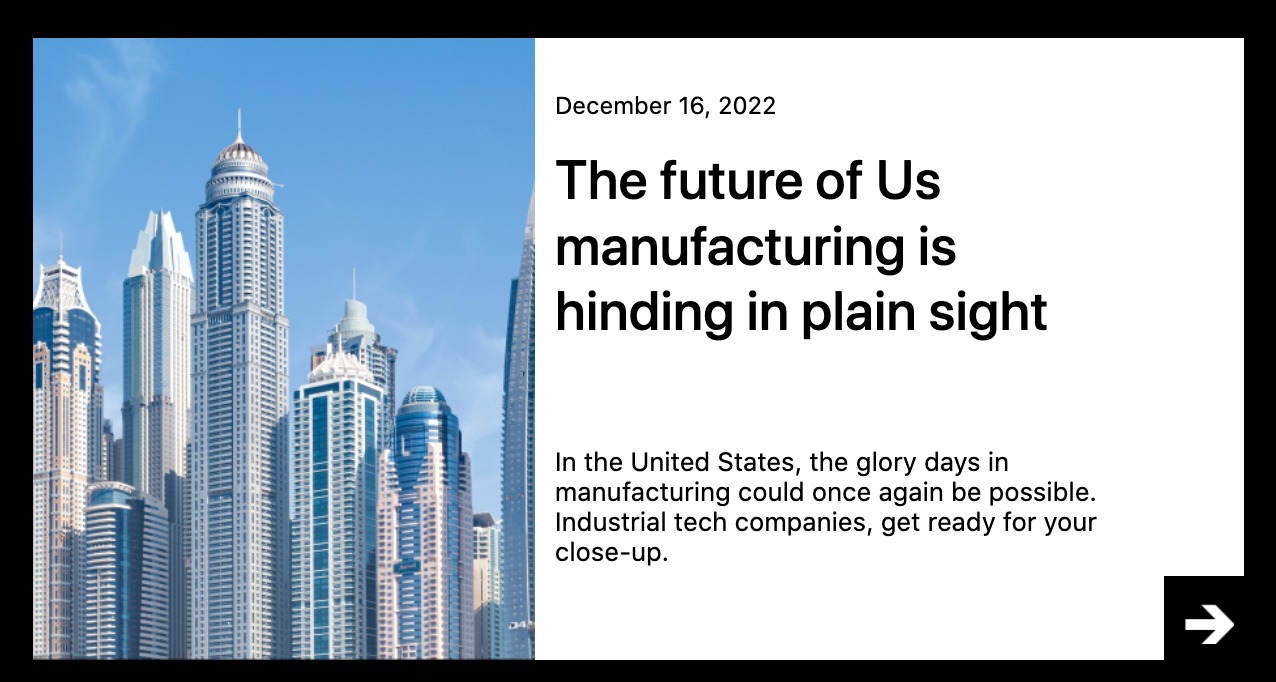 December 16, 2022
The future of Us
manufacturing is
hinding in plain sight
In the United States, the glory days in
manufacturing could once again be possible.
Industrial tech companies, get ready for your
close-up.